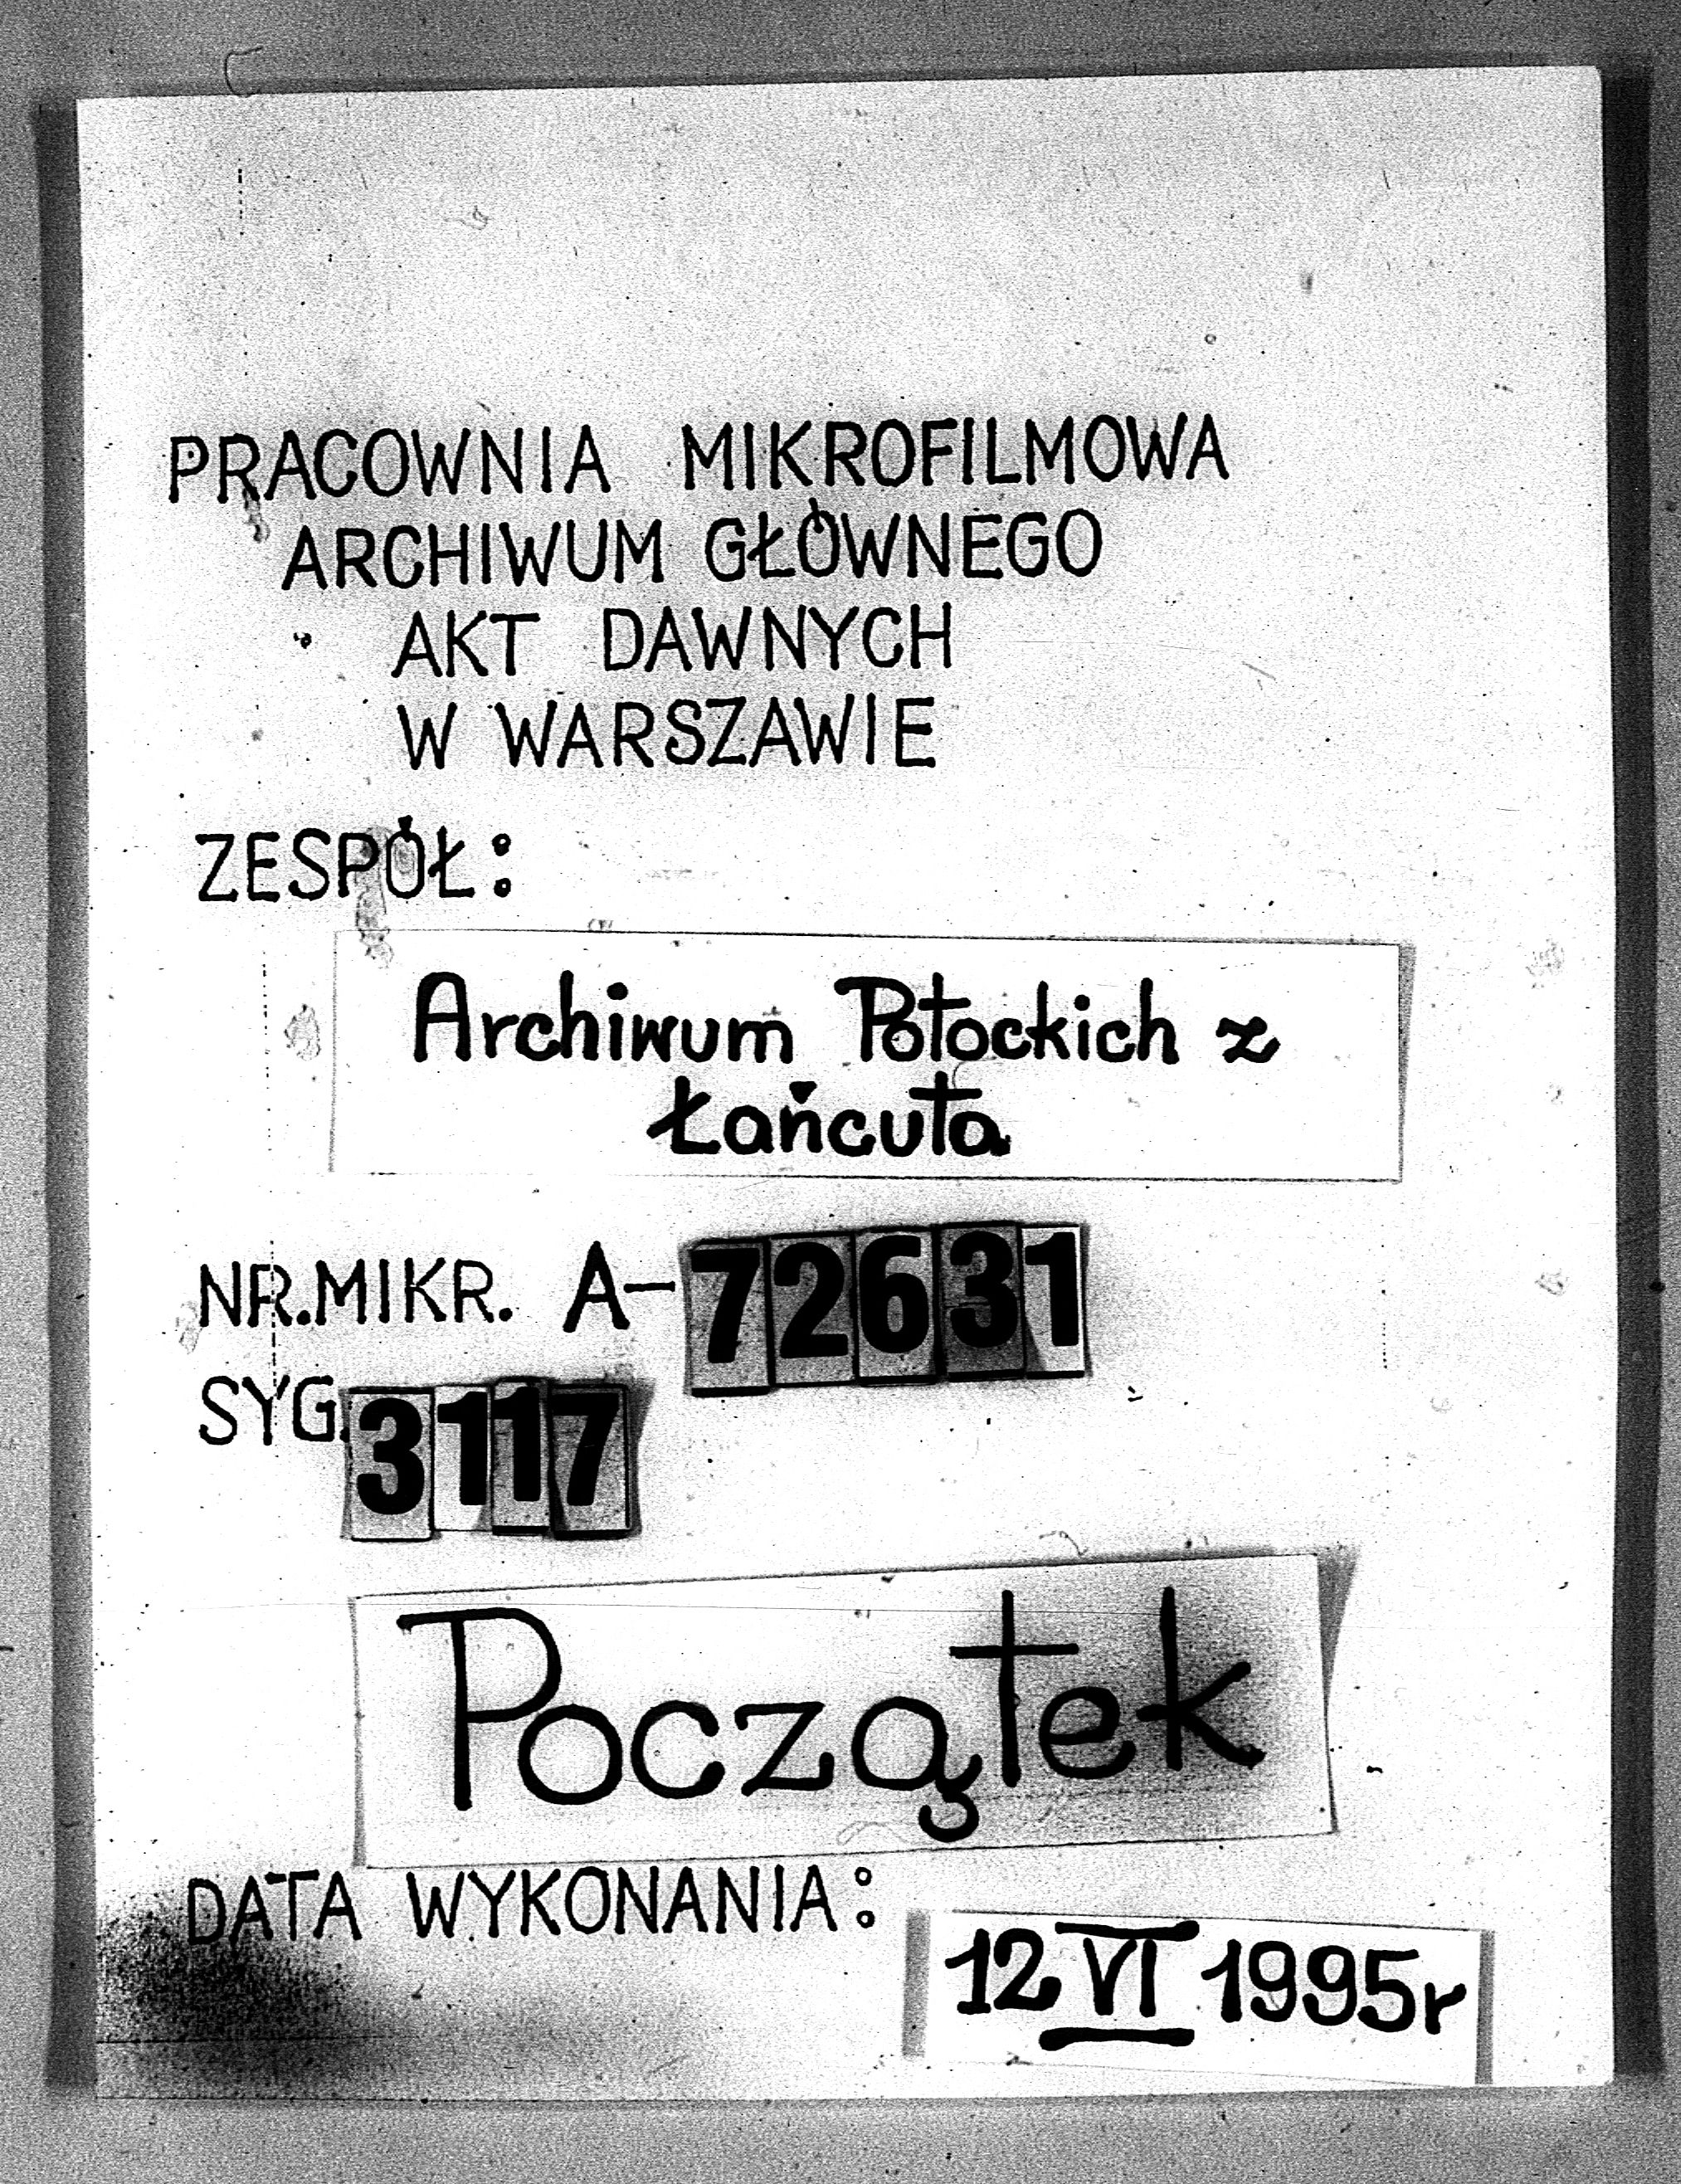 PRACOWNIA MIKROFILMOWA
ARCHIWUM GŁÓWNEGO
AKT DAWNYCH
W WARSZAWIE
ZESPÓŁ:
Archiwum Potockich z
Łańcuta
NR.MIKR. A-72631
SYG.3117
Początek
DATA WYKONANIA:
12 VI 1995r